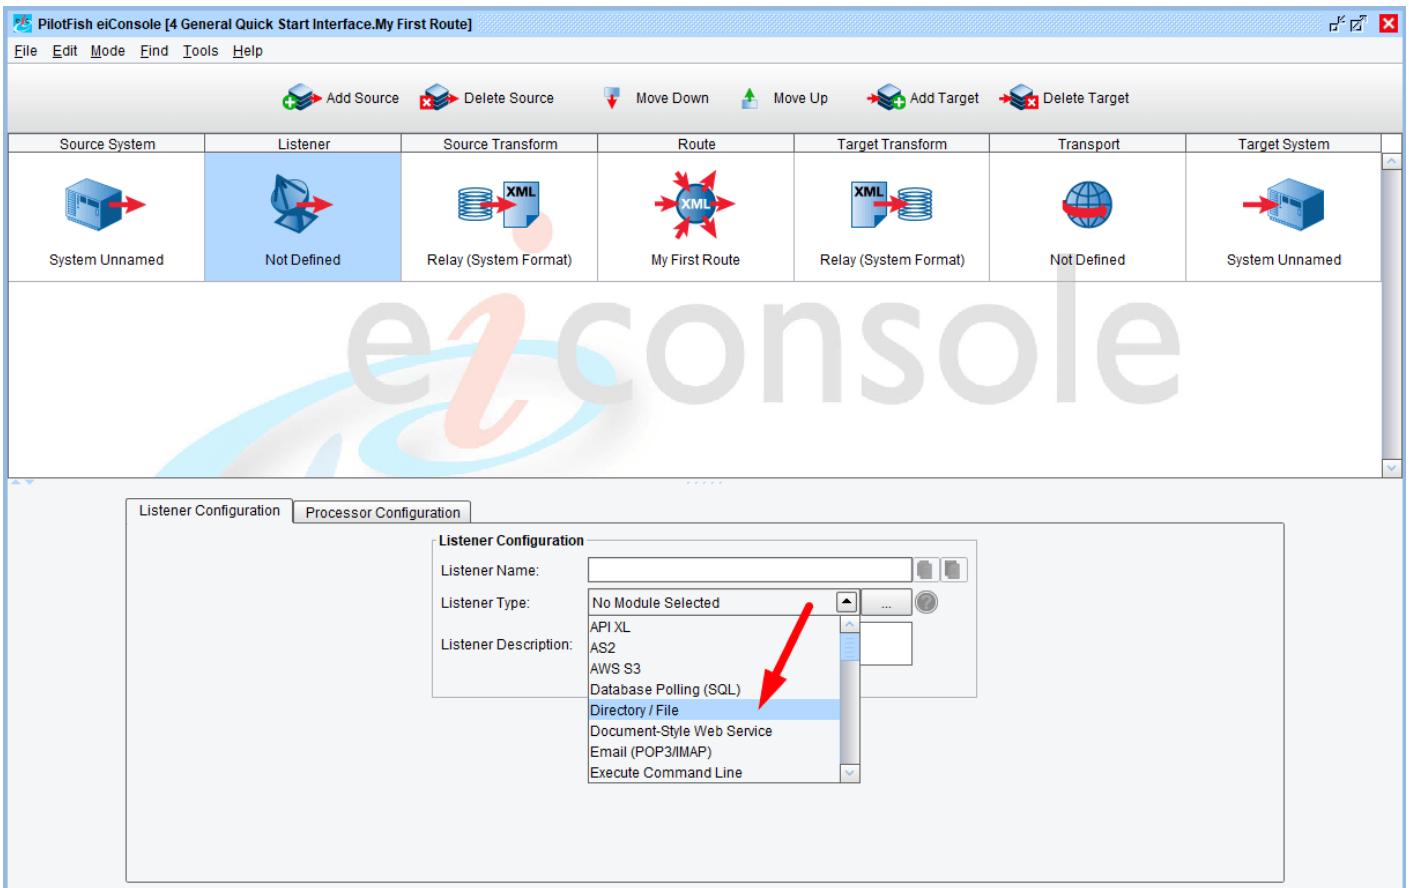 PilotFish eiConsole [4 General Quick Start Interface.My First Route]
File Edit Mode Find Tools Help
Add Source Delete Source Move Down Move Up Add Target Delete Target
Source System Listener Source Transform Route Target Transform Transport Target System
XML XML XML
System Unnamed Not Defined Relay (System Format) My First Route Relay (System Format) Not Defined System Unnamed
eiconsole
Listener Configuration Processor Configuration
Listener Configuration
Listener Name:
Listener Type: No Module Selected ...
API XL
Listener Description:
AS2
AWS S3
Database Polling (SQL)
Directory / File
Document-Style Web Service
Email (POP3/IMAP)
Execute Command Line